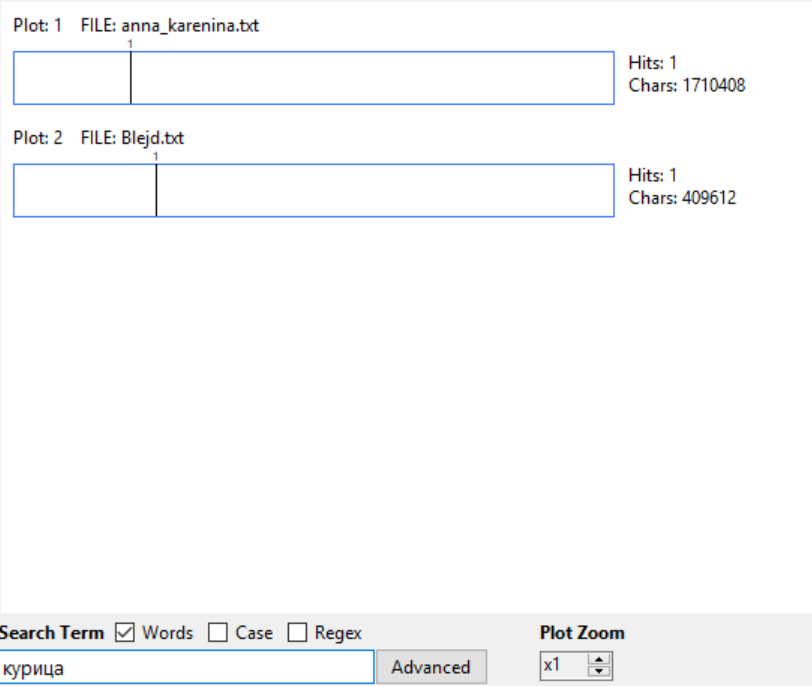 Plot: 1 FILE: anna_karenina.txt
1
Hits: 1
Chars: 1710408
Plot: 2 FILE: Blejd.txt
1
Hits: 1
Chars: 409612
Search Term Words Case Regex Plot Zoom
курица Advanced x1